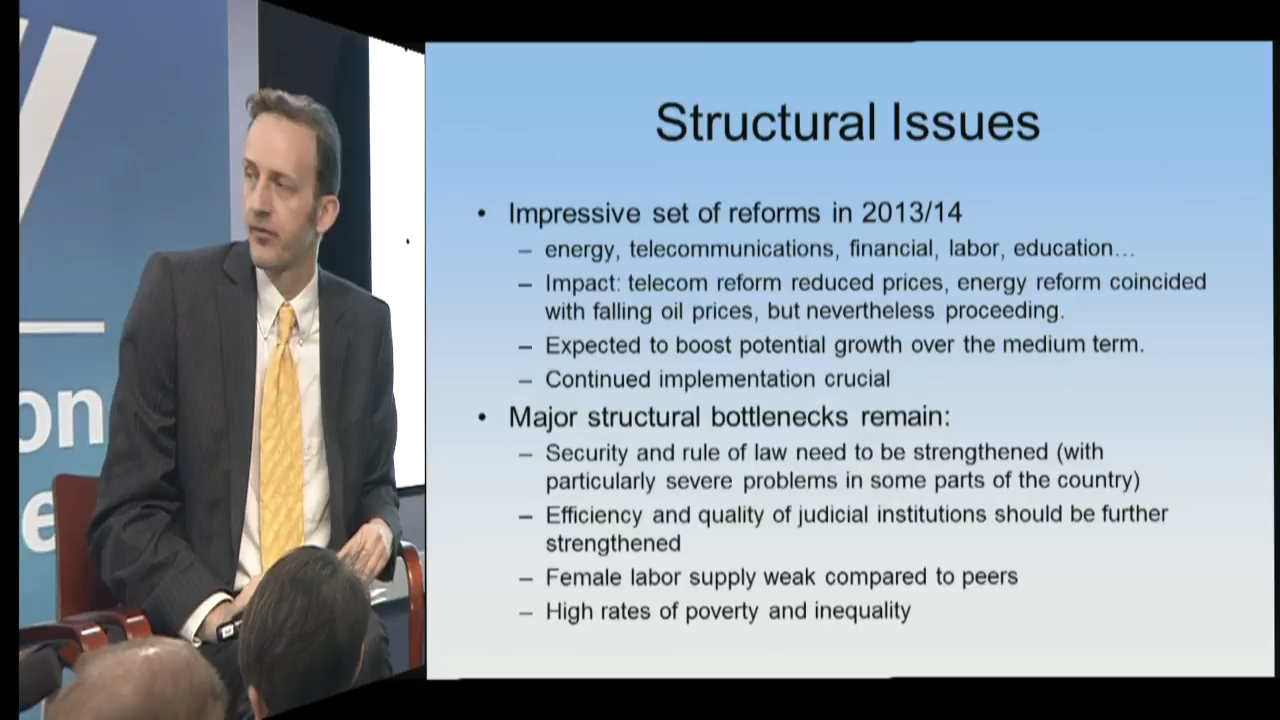 on
e
Structural Issues
• Impressive set of reforms in 2013/14
– energy, telecommunications, financial, labor, education…
– Impact: telecom reform reduced prices, energy reform coincided
with falling oil prices, but nevertheless proceeding.
– Expected to boost potential growth over the medium term.
– Continued implementation crucial
• Major structural bottlenecks remain:
– Security and rule of law need to be strengthened (with
particularly severe problems in some parts of the country)
– Efficiency and quality of judicial institutions should be further
strengthened
– Female labor supply weak compared to peers
– High rates of poverty and inequality